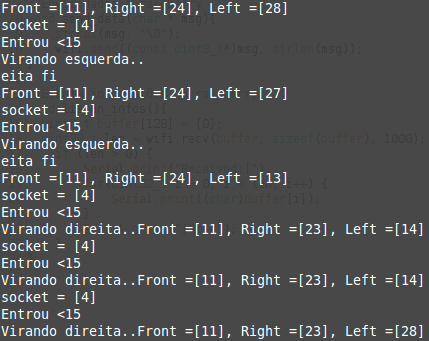 Front =[11], Right =[24], Left =[28]
socket = [4]
Entrou <15
Virando esquerda..
eita fi
Front =[11], Right =[24], Left =[27]
socket = [4]
Entrou <15
Virando esquerda..
eita fi
Front =[11], Right =[24], Left =[13]
socket = [4]
Entrou <15
Virando direita..Front =[11], Right =[23], Left =[14]
socket = [4]
Entrou <15
Virando direita..Front =[11], Right =[23], Left =[14]
socket = [4]
Entrou <15
Virando direita..Front =[11], Right =[23], Left =[28]